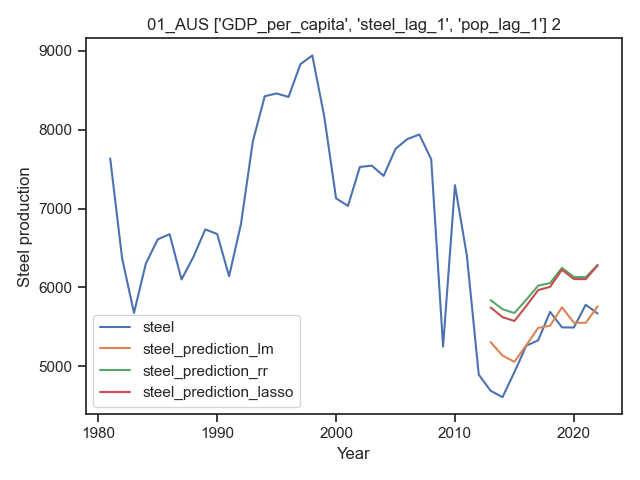 01_AUS ['GDP_per_capita', 'steel_lag_1', 'pop_lag_1'] 2
9000
8000
7000
6000
5000
Steel production
steel
steel_prediction_lm
steel_prediction_rr
steel_prediction_lasso
1980
1990
2000
2010
2020
Year